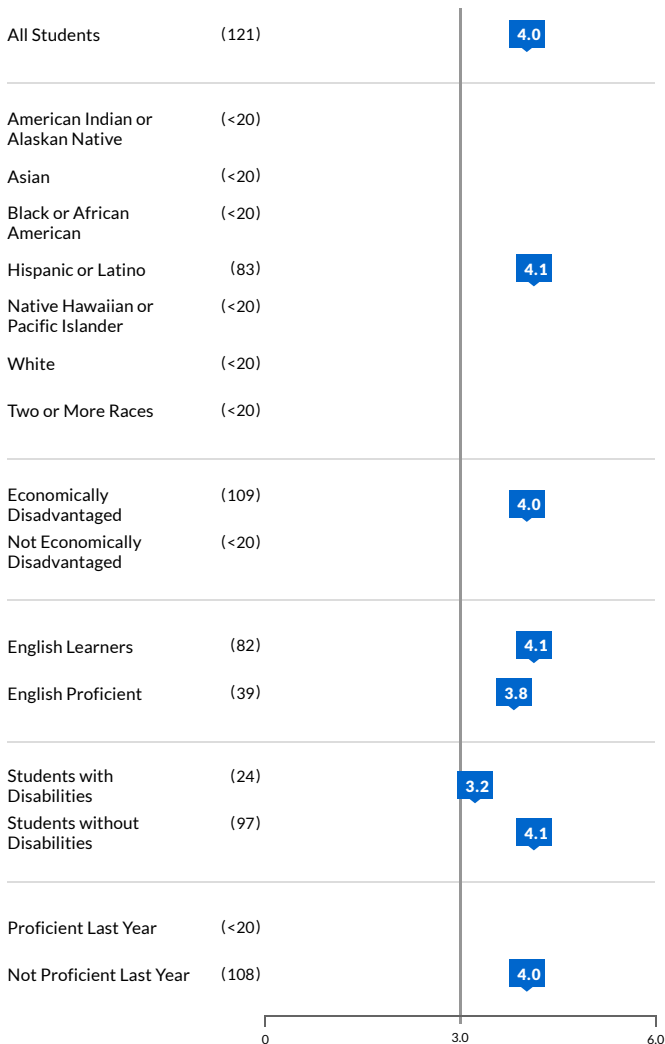 All Students (121) 4.0
American Indian or (<20)
Alaskan Native
Asian (<20)
Black or African (<20)
American
Hispanic or Latino (83) 4.1
Native Hawaiian or (<20)
Pacific Islander
White (<20)
Two or More Races (<20)
Economically (109) 4.0
Disadvantaged
Not Economically (<20)
Disadvantaged
English Learners (82) 4.1
English Proficient (39) 3.8
Students with (24) 3.2
Disabilities
Students without (97) 4.1
Disabilities
Proficient Last Year (<20)
Not Proficient Last Year (108) 4.0
0 3.0 6.0